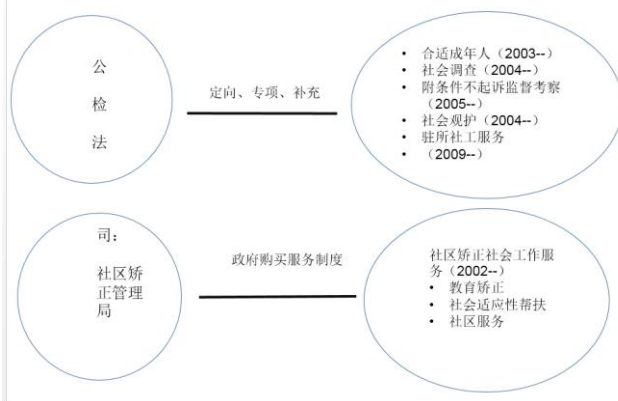 公
检
法
定向、专项、补充
• 合适成年人（2003--）
• 社会调查（2004--）
• 附条件不起诉监督考察
（2005--）
• 社会观护（2004--）
• 驻所社工服务
• （2009--）
司：
社区矫
正管理
局
政府购买服务制度
社区矫正社会工作服
务（2002--）
• 教育矫正
• 社会适应性帮扶
• 社区服务